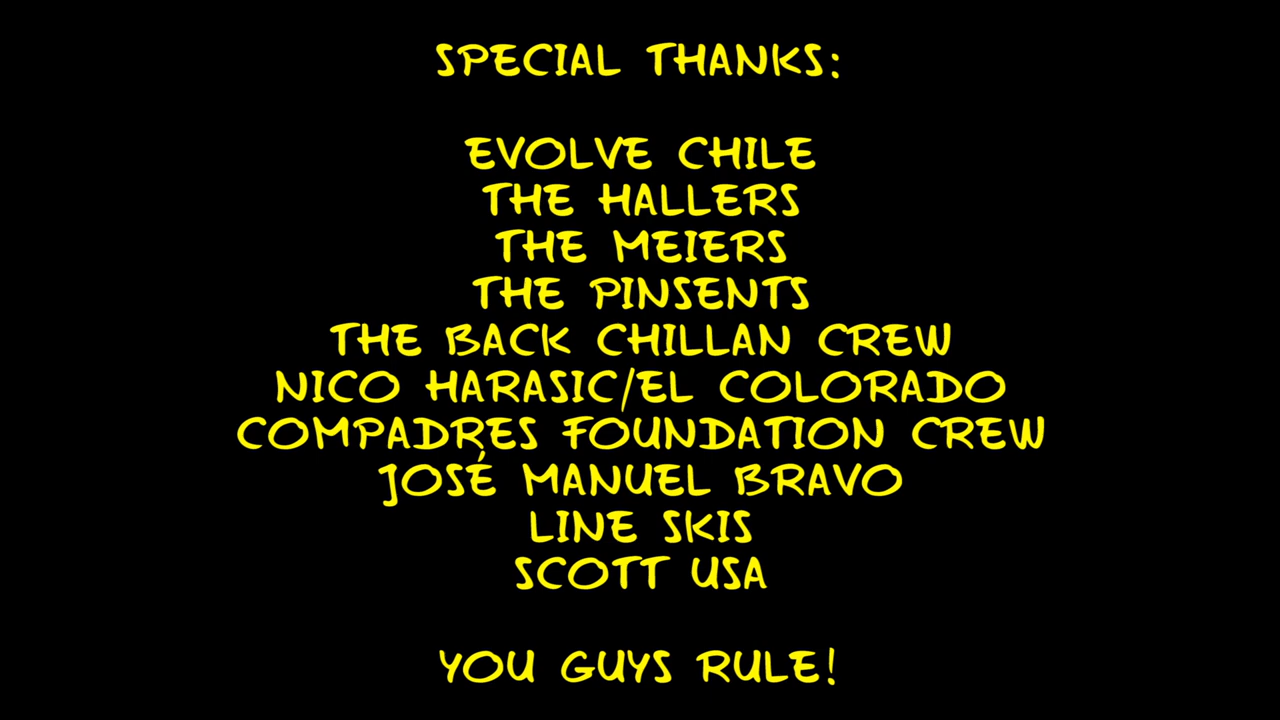 SPECIAL THANKS:
EVOLVE CHILE
THE HALLERS
THE MEIERS
THE PINSENTS
THE BACK CHILLAN CREW
NICO HARASIC/EL COLORADO
COMPADRES FOUNDATION CREW
JOSÉ MANUEL BRAVO
LINE SKIS
SCOTT USA
YOU GUYS RULE!